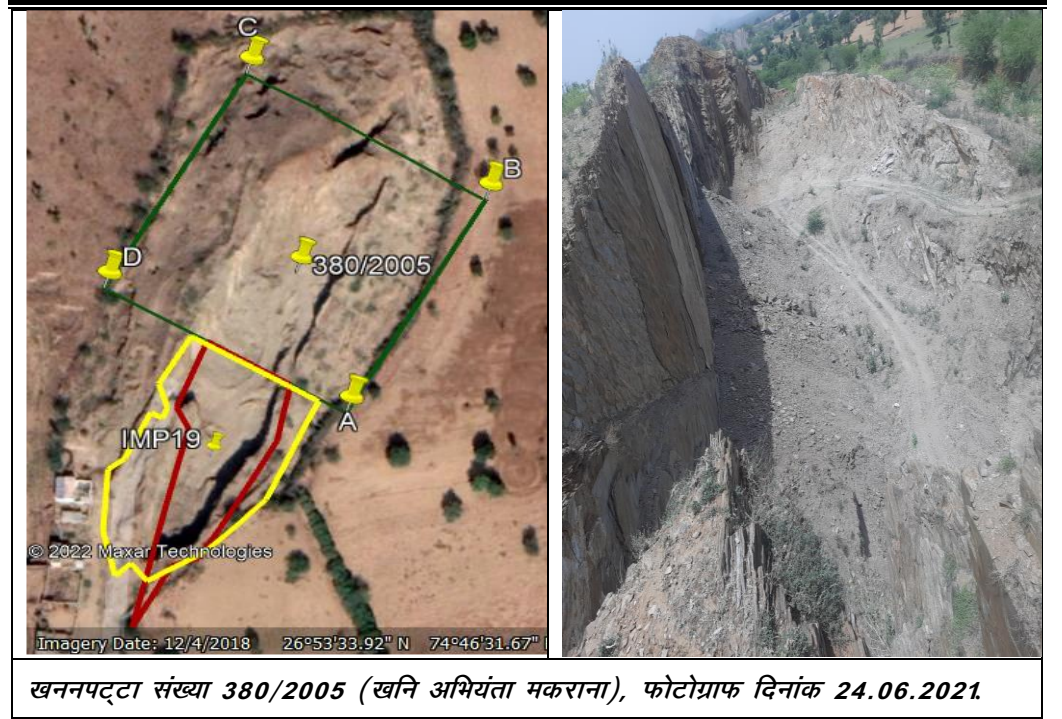 C
B
D
380/2005
A
IMP19
© 2022 Maxar Technologies
Imagery Date: 12/4/2018 26°53'33.92" N 74°46'31.67"
खननपट्टा संख्या 380/2005 (खनि अभियंता मकराना), फोटोग्राफ दिनांक 24.06.2021.